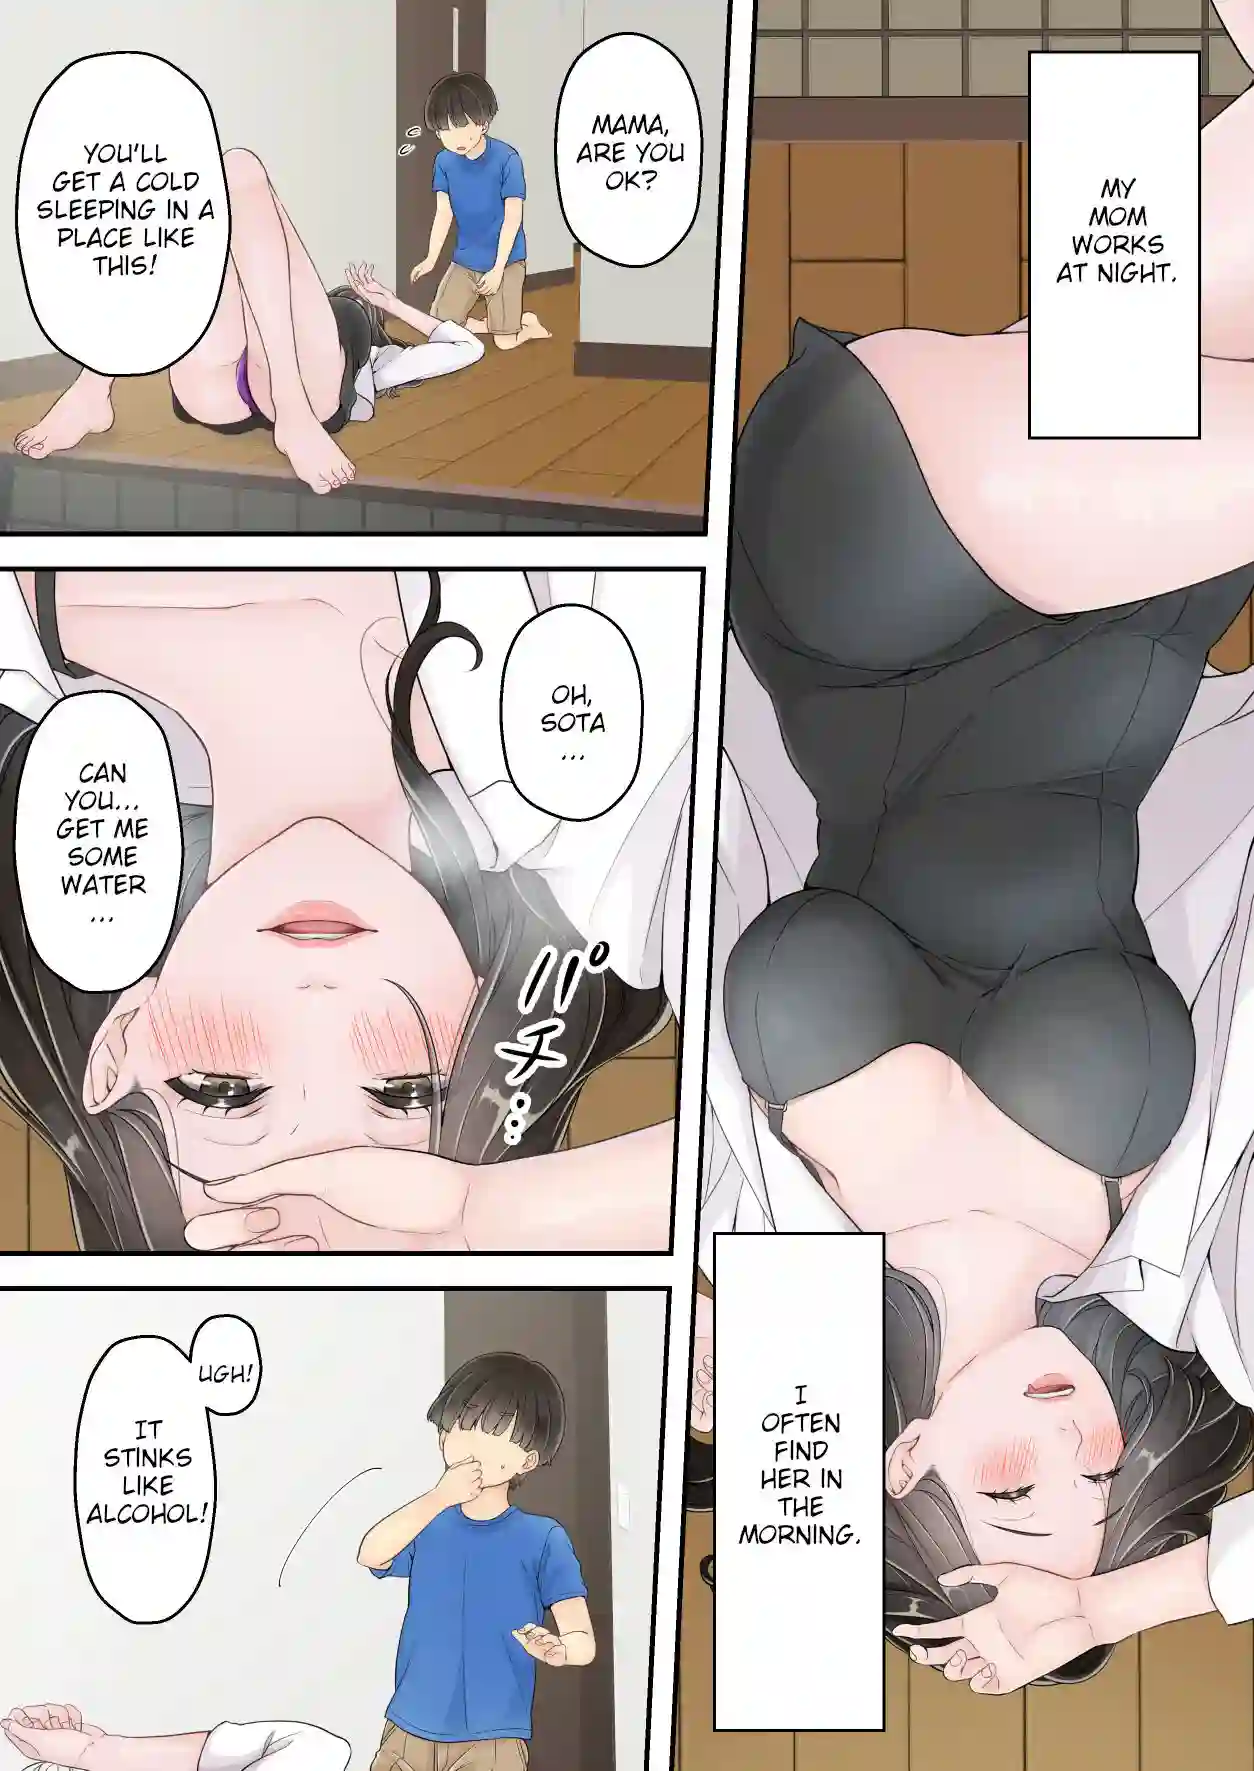 MY
MOM
WORKS
AT NIGHT.
I
OFTEN
FIND
HER IN
THE
MORNING.
MAMA,
ARE YOU
OK?
YOU'LL
GET A COLD
SLEEPING IN A
PLACE LIKE
THIS!
OH,
SOTA
...
パチ...
CAN
YOU...
GET ME
SOME
WATER
...
UGH!
IT
STINKS
LIKE
ALCOHOL!